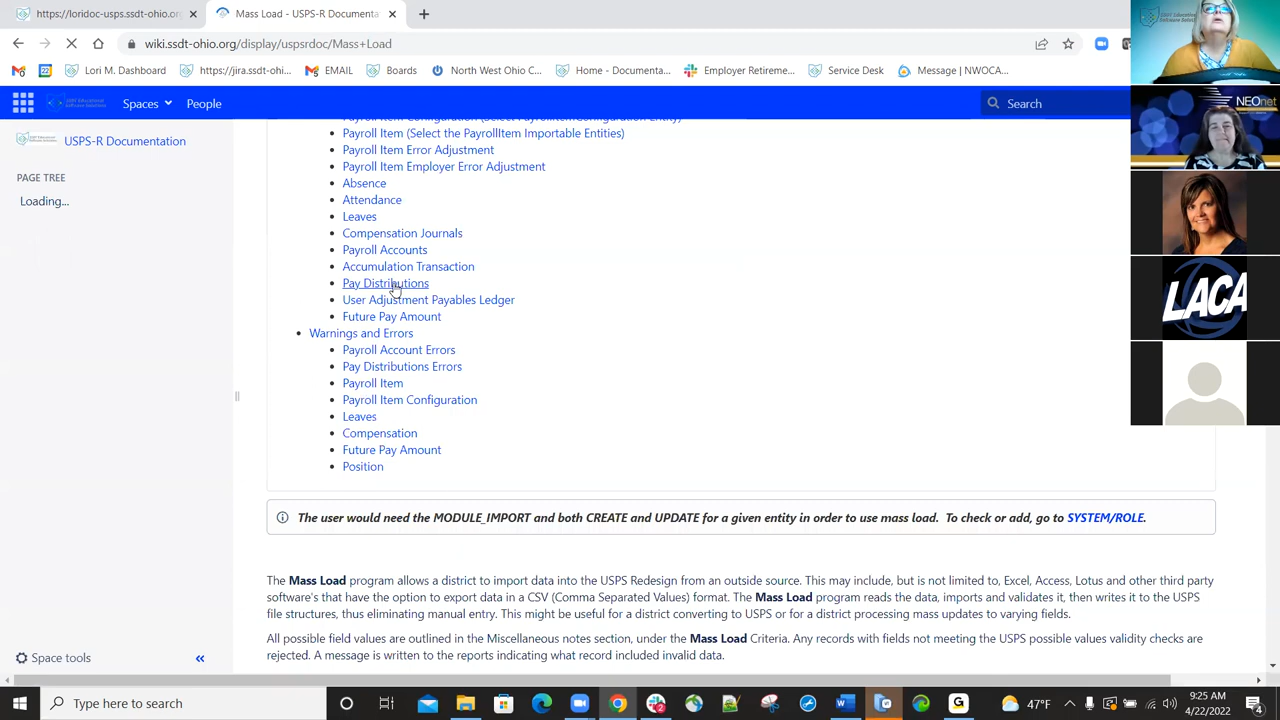 https://loridoc-usps.ssdt-ohio.org
Mass Load - USPS-R Documenta
wiki.ssdt-ohio.org/display/uspsrdoc/Mass+Load
Lori M. Dashboard
https://jira.ssdt-ohi...
EMAIL
Boards
North West Ohio C...
Home - Documenta...
Employer Retireme...
Service Desk
Message | NWOCA...
Spaces
People
Search
USPS-R Documentation
PAGE TREE
Loading...
Payroll Item Configuration (Select PayrollItemConfiguration Entity)
Payroll Item (Select the PayrollItem Importable Entities)
Payroll Item Error Adjustment
Payroll Item Employer Error Adjustment
Absence
Attendance
Leaves
Compensation Journals
Payroll Accounts
Accumulation Transaction
Pay Distributions
User Adjustment Payables Ledger
Future Pay Amount
Warnings and Errors
Payroll Account Errors
Pay Distributions Errors
Payroll Item
Payroll Item Configuration
Leaves
Compensation
Future Pay Amount
Position
The user would need the MODULE_IMPORT and both CREATE and UPDATE for a given entity in order to use mass load. To check or add, go to SYSTEM/ROLE.
The Mass Load program allows a district to import data into the USPS Redesign from an outside source. This may include, but is not limited to, Excel, Access, Lotus and other third party
software's that have the option to export data in a CSV (Comma Separated Values) format. The Mass Load program reads the data, imports and validates it, then writes it to the USPS
file structures, thus eliminating manual entry. This might be useful for a district converting to USPS or for a district processing mass updates to varying fields.
All possible field values are outlined in the Miscellaneous notes section, under the Mass Load Criteria. Any records with fields not meeting the USPS possible values validity checks are
rejected. A message is written to the reports indicating what record included invalid data.
Space tools
NEOnet
LACA
Type here to search
47°F
9:25 AM
4/22/2022
4